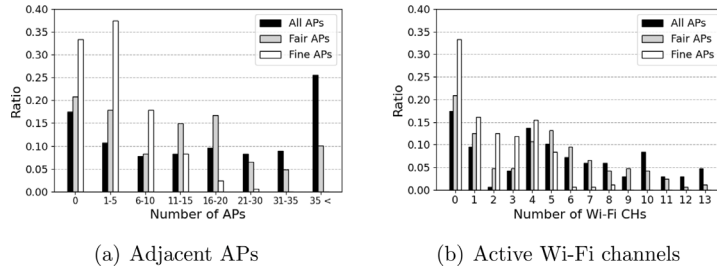 0.40
0.35
0.30
0.25
0.20
0.15
0.10
0.05
0.00
Ratio
All APs
Fair APs
Fine APs
0 1-5 6-10 11-15 16-20 21-30 31-35 35 <
Number of APs
(a) Adjacent APs
0.40
0.35
0.30
0.25
0.20
0.15
0.10
0.05
0.00
Ratio
All APs
Fair APs
Fine APs
0 1 2 3 4 5 6 7 8 9 10 11 12 13
Number of Wi-Fi CHs
(b) Active Wi-Fi channels